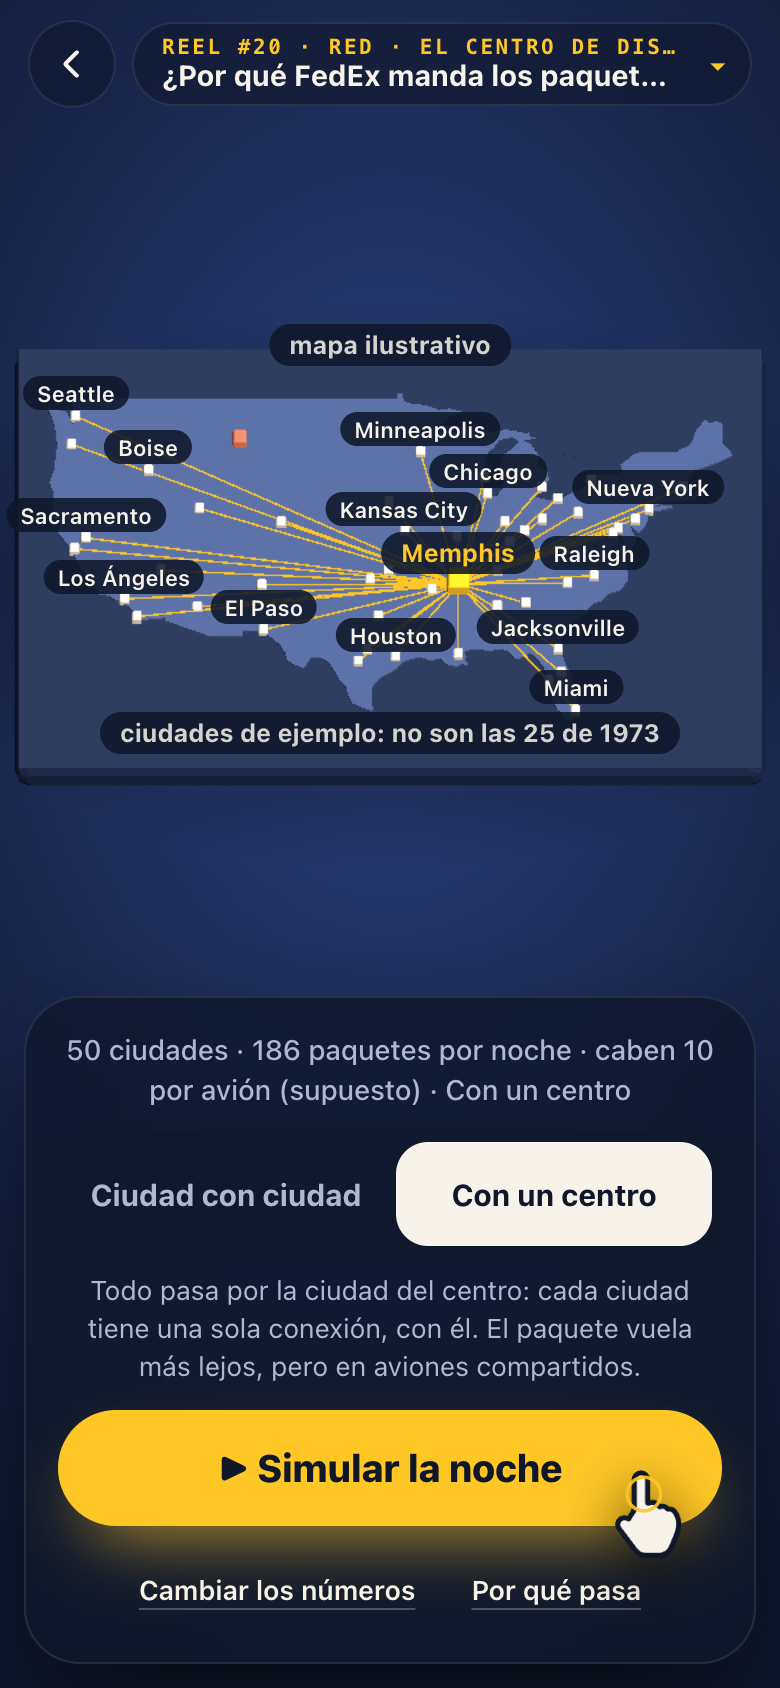 REEL #20 · RED · EL CENTRO DE DIS…
¿Por qué FedEx manda los paquet...
mapa ilustrativo
Seattle
Minneapolis
Boise
Chicago
Nueva York
Kansas City
Sacramento
Memphis
Raleigh
Los Ángeles
El Paso
Houston
Jacksonville
Miami
ciudades de ejemplo: no son las 25 de 1973
50 ciudades · 186 paquetes por noche · caben 10
por avión (supuesto) · Con un centro
Ciudad con ciudad
Con un centro
Todo pasa por la ciudad del centro: cada ciudad
tiene una sola conexión, con él. El paquete vuela
más lejos, pero en aviones compartidos.
Simular la noche
Cambiar los números
Por qué pasa